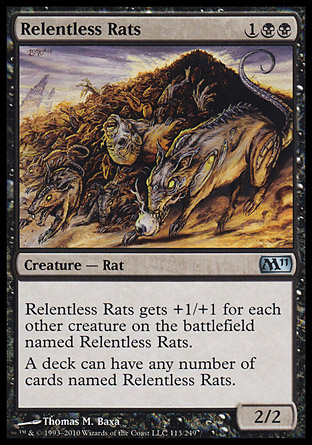 Relentless Rats 1
Creature — Rat M11
Relentless Rats gets +1/+1 for each
other creature on the battlefield
named Relentless Rats.
A deck can have any number of
cards named Relentless Rats.
Thomas M. Baxa
™ & © 1993–2010 Wizards of the Coast LLC 113/249
2/2